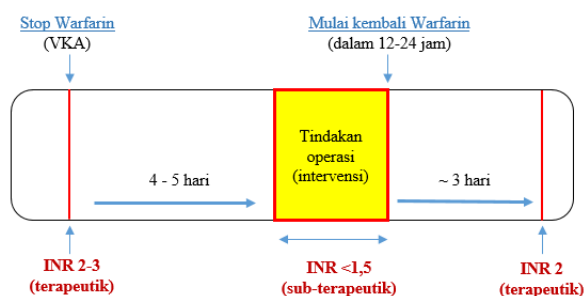 Stop Warfarin
(VKA)
Mulai kembali Warfarin
(dalam 12-24 jam)
Tindakan
operasi
(intervensi)
4 - 5 hari
~ 3 hari
INR 2-3
(terapeutik)
INR <1,5
(sub-terapeutik)
INR 2
(terapeutik)